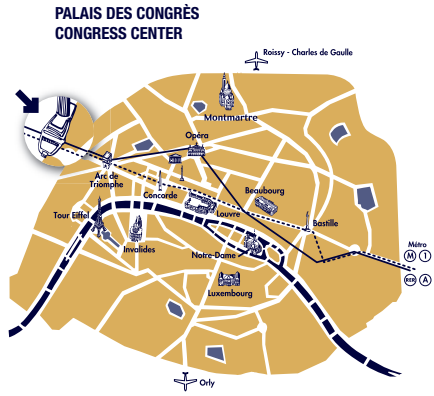 PALAIS DES CONGRÈS
CONGRESS CENTER
Roissy - Charles de Gaulle
Montmartre
Opéra
Arc de
Triomphe
Concorde
Beaubourg
Louvre
Tour Eiffel
Bastille
Invalides
Notre-Dame
Métro
M 1
RER A
Luxembourg
Orly